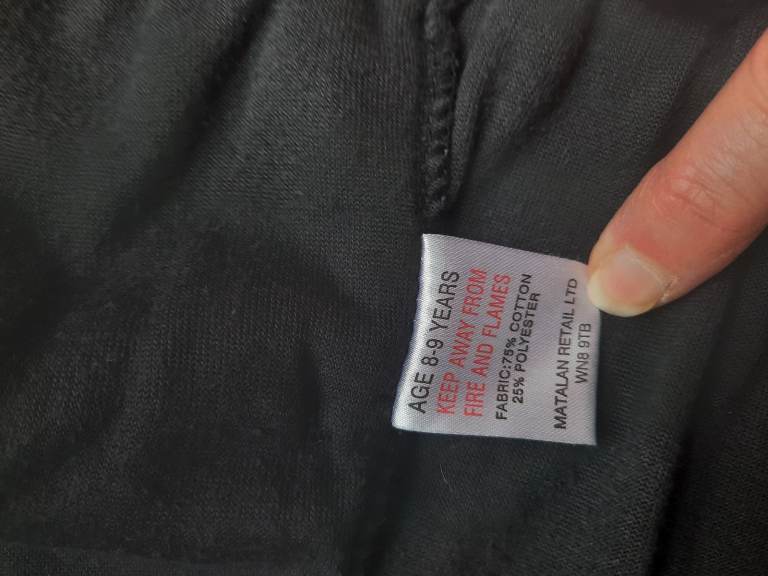 AGE 8-9 YEARS
KEEP AWAY FROM
FIRE AND FLAMES
FABRIC:75% COTTON
25% POLYESTER
MATALAN RETAIL LTD
WN8 9TB